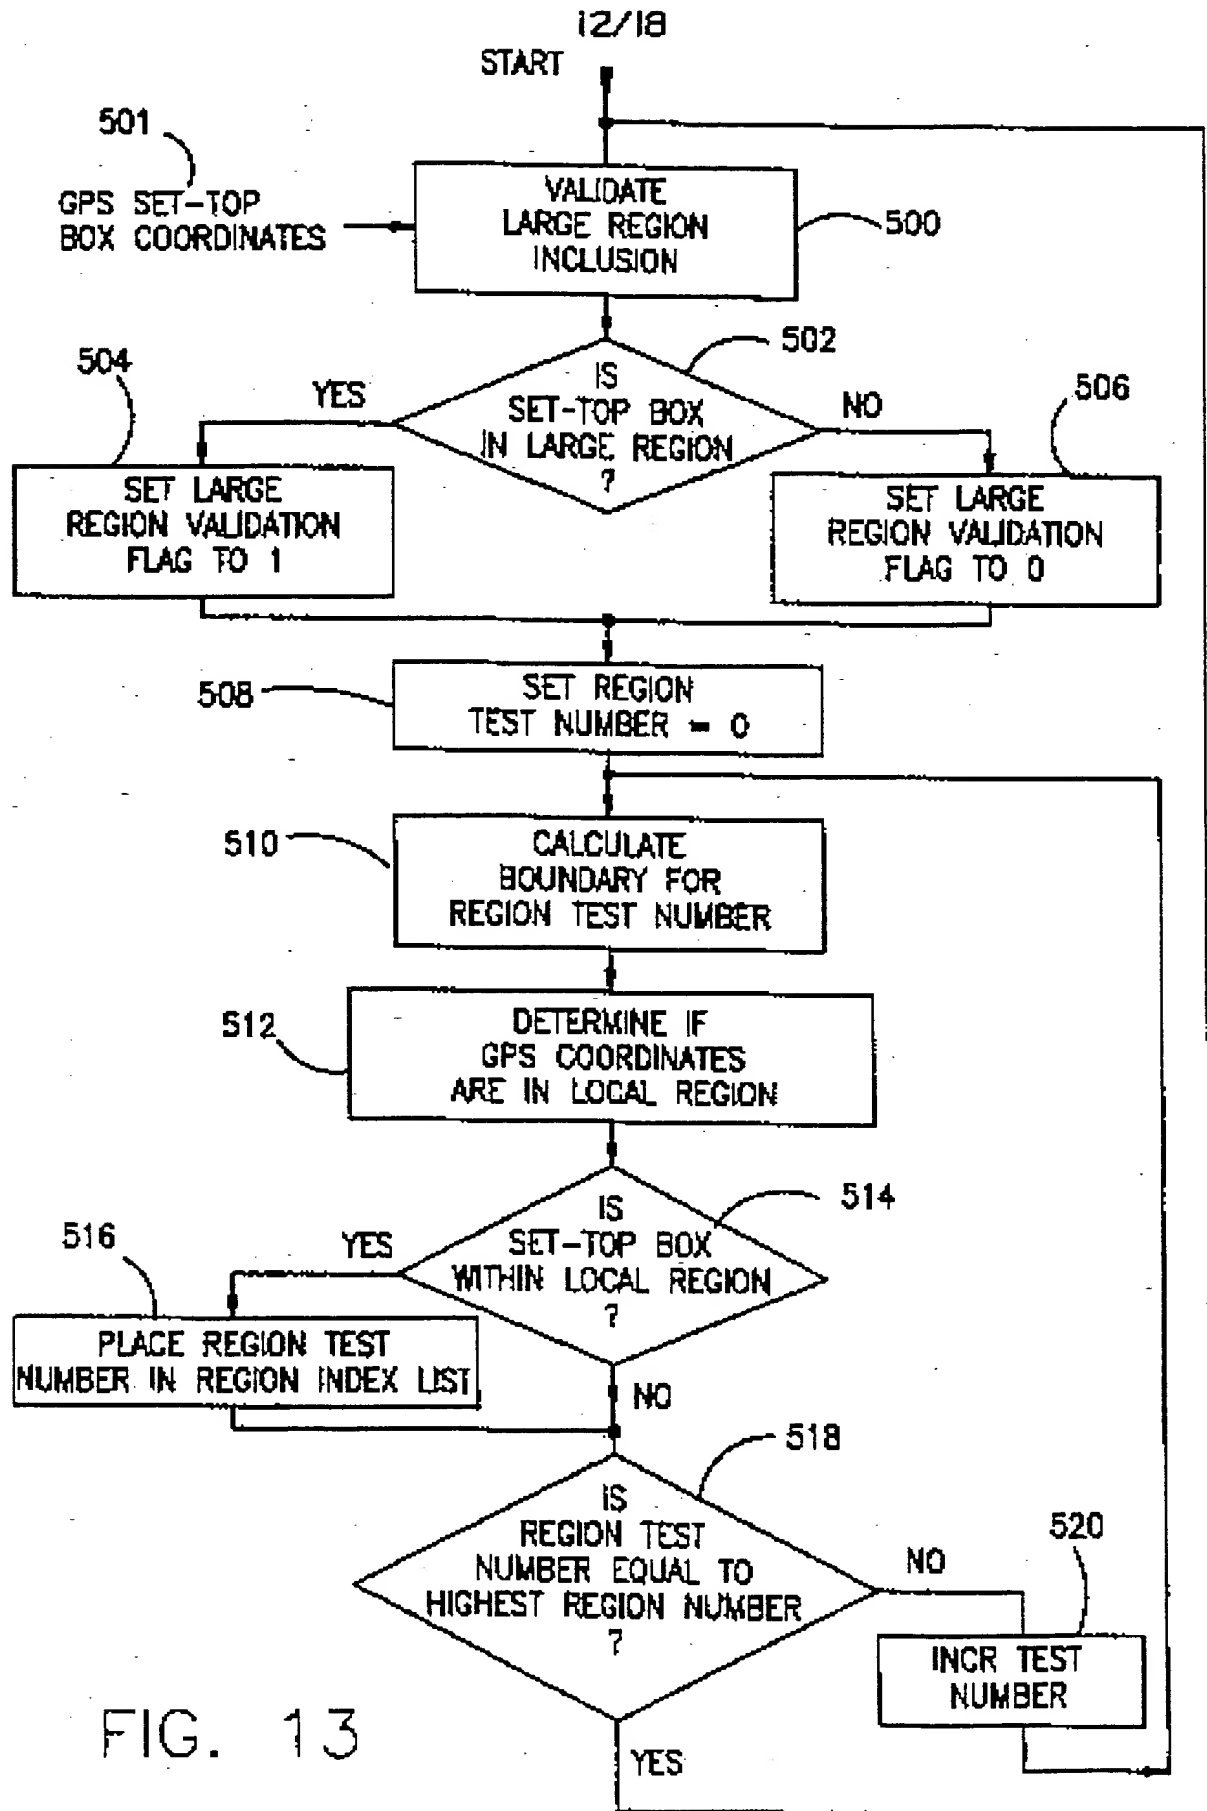 12/18
START
501
GPS SET-TOP
BOX COORDINATES
VALIDATE
LARGE REGION
INCLUSION
500
502
IS
SET-TOP BOX
IN LARGE REGION
?
YES
NO
504
506
SET LARGE
REGION VALIDATION
FLAG TO 1
SET LARGE
REGION VALIDATION
FLAG TO 0
508
SET REGION
TEST NUMBER = 0
510
CALCULATE
BOUNDARY FOR
REGION TEST NUMBER
512
DETERMINE IF
GPS COORDINATES
ARE IN LOCAL REGION
514
IS
SET-TOP BOX
WITHIN LOCAL REGION
?
YES
516
PLACE REGION TEST
NUMBER IN REGION INDEX LIST
NO
518
IS
REGION TEST
NUMBER EQUAL TO
HIGHEST REGION NUMBER
?
NO
520
INCR TEST
NUMBER
YES
FIG. 13